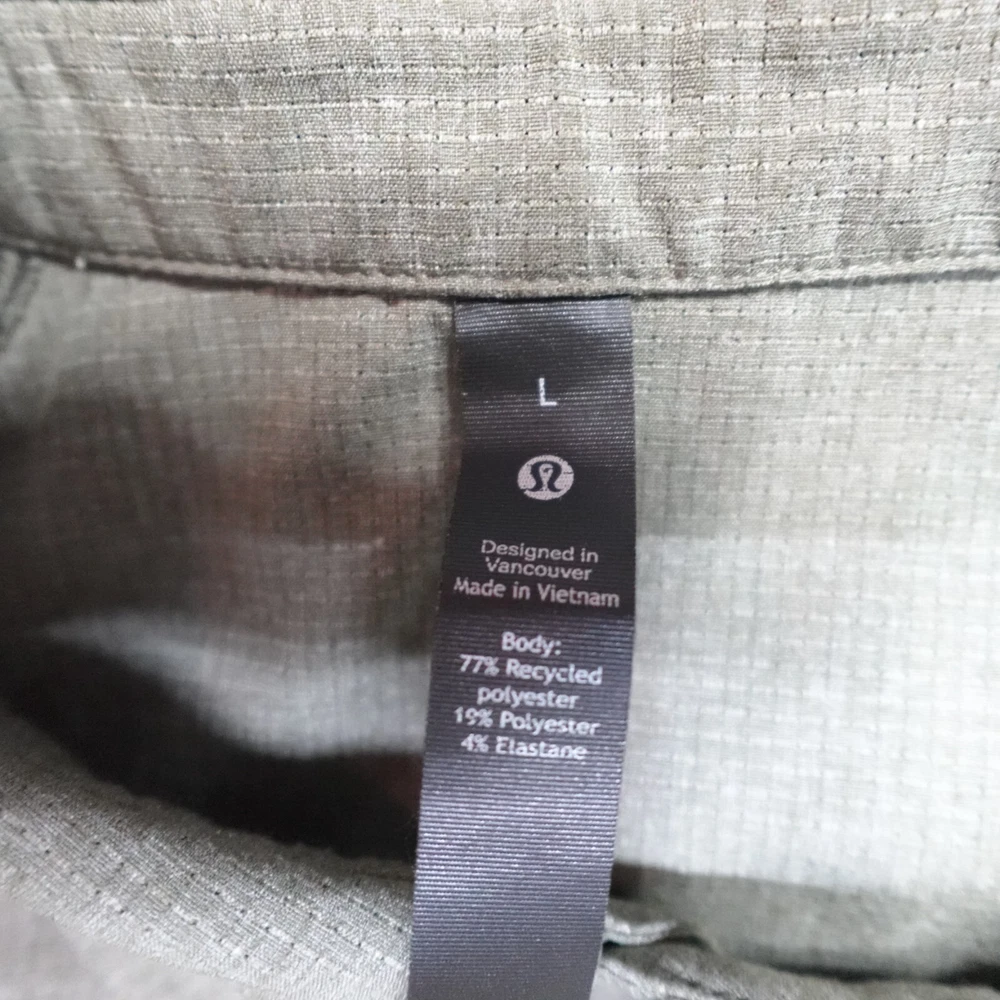 L
Designed in
Vancouver
Made in Vietnam
Body:
77% Recycled
polyester
19% Polyester
4% Elastane